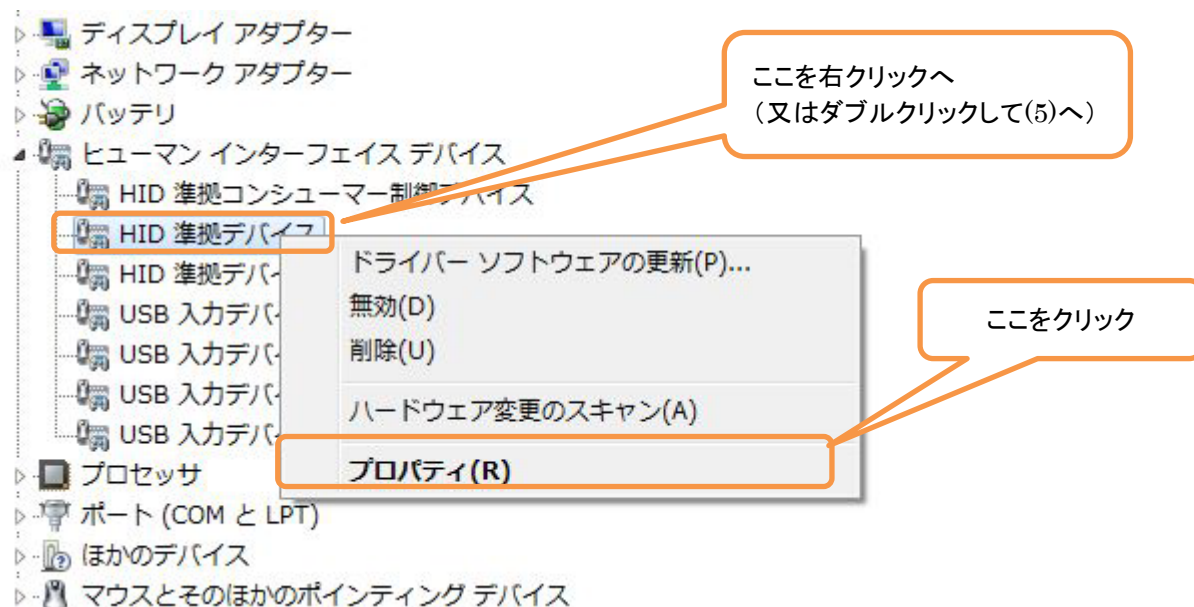 ディスプレイ アダプター
ネットワーク アダプター
バッテリ
ヒューマン インターフェイス デバイス
HID 準拠コンシューマー制御デバイス
HID 準拠デバイス
HID 準拠デバイ
USB 入力デバイ
USB 入力デバイ
USB 入力デバイ
USB 入力デバイ
プロセッサ
ポート (COM と LPT)
ほかのデバイス
マウスとそのほかのポインティング デバイス
ドライバー ソフトウェアの更新(P)...
無効(D)
削除(U)
ハードウェア変更のスキャン(A)
プロパティ(R)
ここを右クリックへ
（又はダブルクリックして(5)へ）
ここをクリック